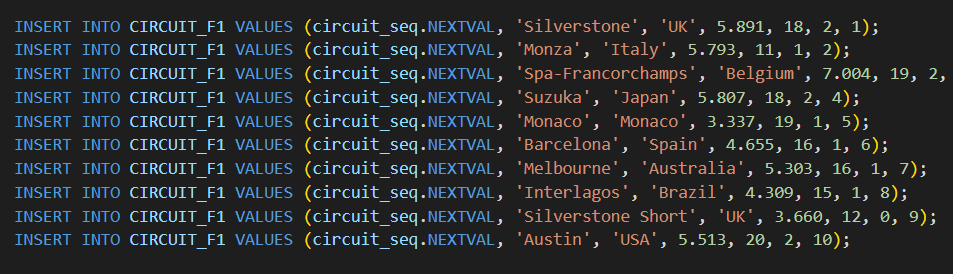 INSERT INTO CIRCUIT_F1 VALUES (circuit_seq.NEXTVAL, 'Silverstone', 'UK', 5.891, 18, 2, 1);
INSERT INTO CIRCUIT_F1 VALUES (circuit_seq.NEXTVAL, 'Monza', 'Italy', 5.793, 11, 1, 2);
INSERT INTO CIRCUIT_F1 VALUES (circuit_seq.NEXTVAL, 'Spa-Francorchamps', 'Belgium', 7.004, 19, 2,
INSERT INTO CIRCUIT_F1 VALUES (circuit_seq.NEXTVAL, 'Suzuka', 'Japan', 5.807, 18, 2, 4);
INSERT INTO CIRCUIT_F1 VALUES (circuit_seq.NEXTVAL, 'Monaco', 'Monaco', 3.337, 19, 1, 5);
INSERT INTO CIRCUIT_F1 VALUES (circuit_seq.NEXTVAL, 'Barcelona', 'Spain', 4.655, 16, 1, 6);
INSERT INTO CIRCUIT_F1 VALUES (circuit_seq.NEXTVAL, 'Melbourne', 'Australia', 5.303, 16, 1, 7);
INSERT INTO CIRCUIT_F1 VALUES (circuit_seq.NEXTVAL, 'Interlagos', 'Brazil', 4.309, 15, 1, 8);
INSERT INTO CIRCUIT_F1 VALUES (circuit_seq.NEXTVAL, 'Silverstone Short', 'UK', 3.660, 12, 0, 9);
INSERT INTO CIRCUIT_F1 VALUES (circuit_seq.NEXTVAL, 'Austin', 'USA', 5.513, 20, 2, 10);